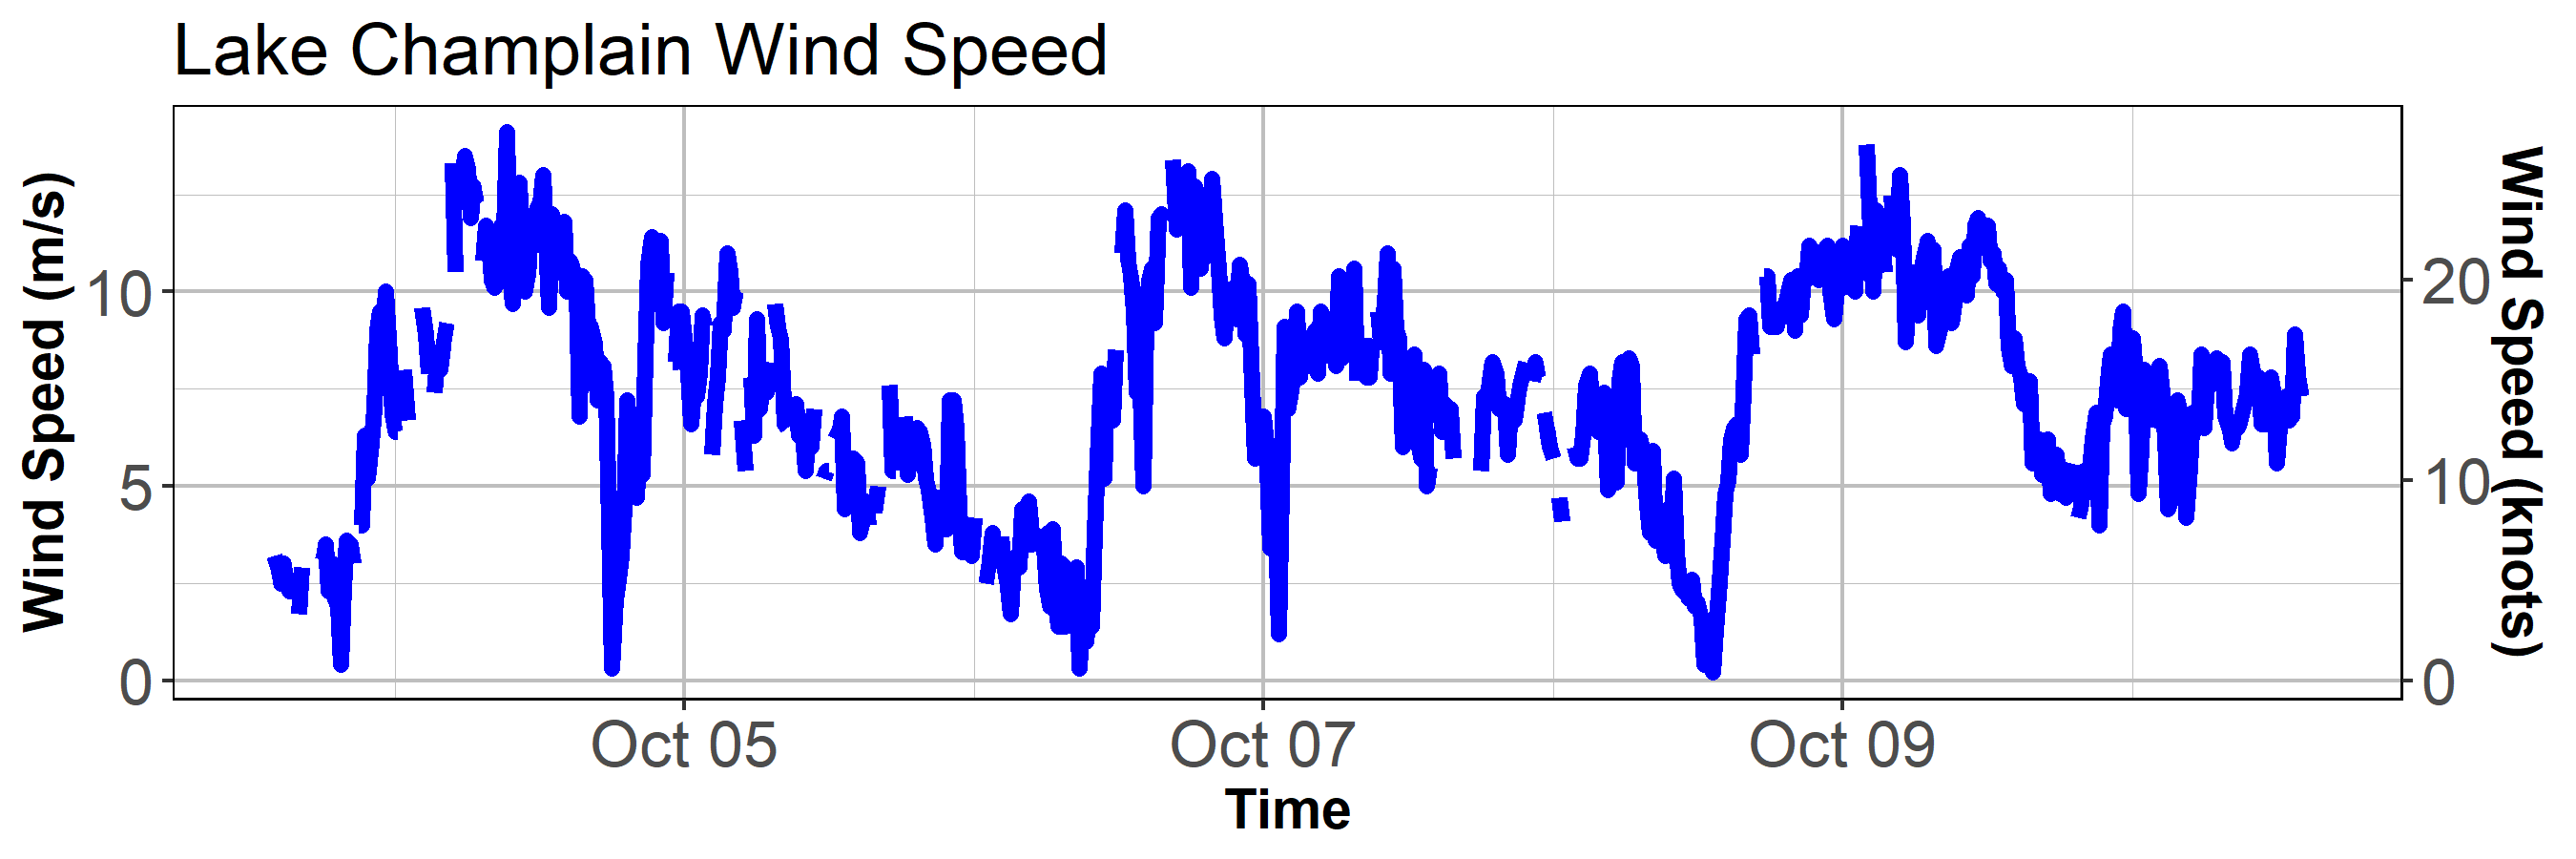 Lake Champlain Wind Speed
Wind Speed (m/s)
10
5
0
20
10
0
Wind Speed (knots)
Oct 05
Oct 07
Oct 09
Time